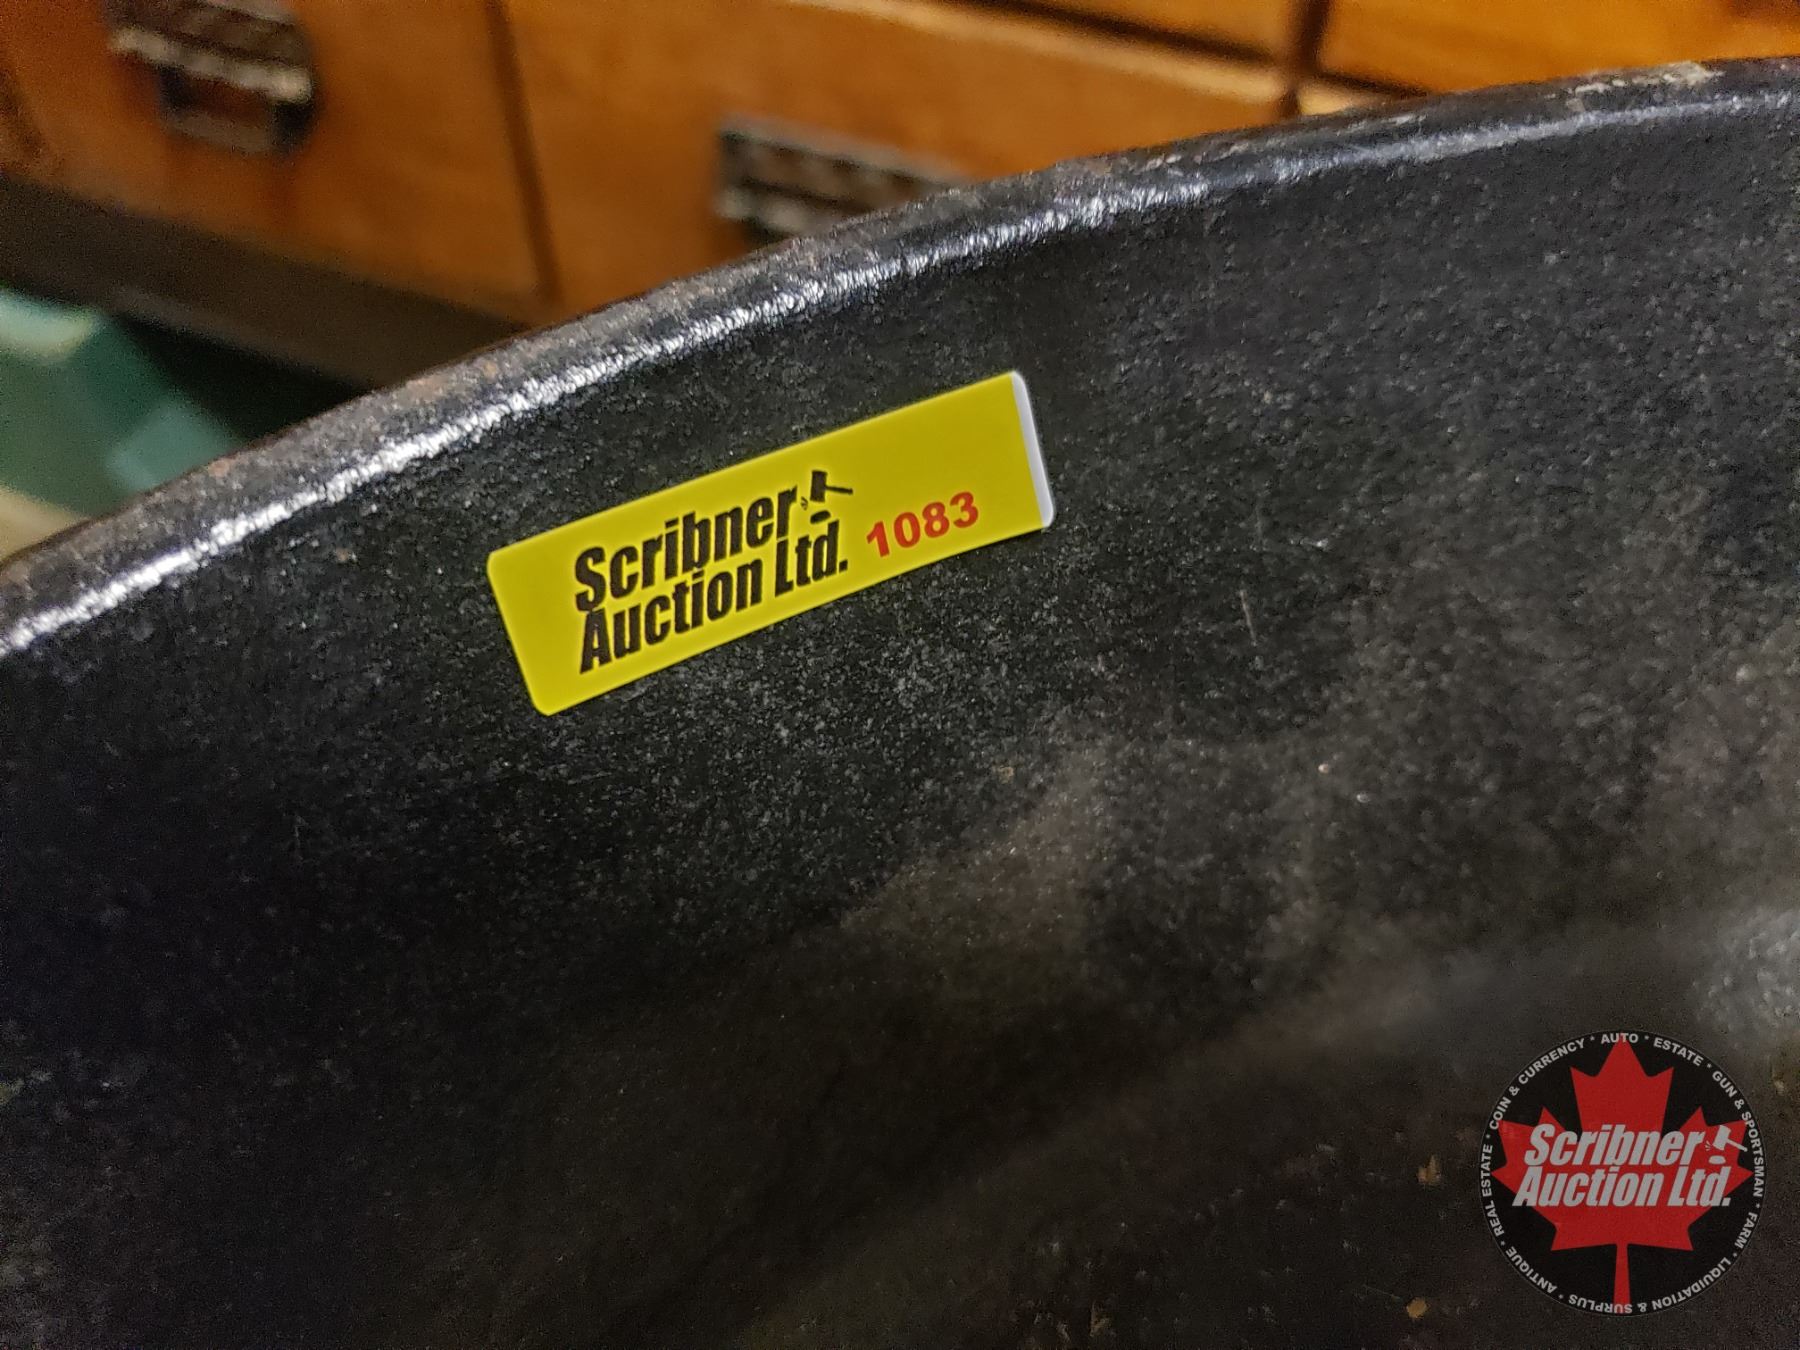 Scribner
Auction Ltd. 1083
REAL ESTATE * COIN & CURRENCY * AUTO * ESTATE * GUN & SPORTSMAN * FARM * LIQUIDATION & SURPLUS * ANTIQUE *
Scribner
Auction Ltd.